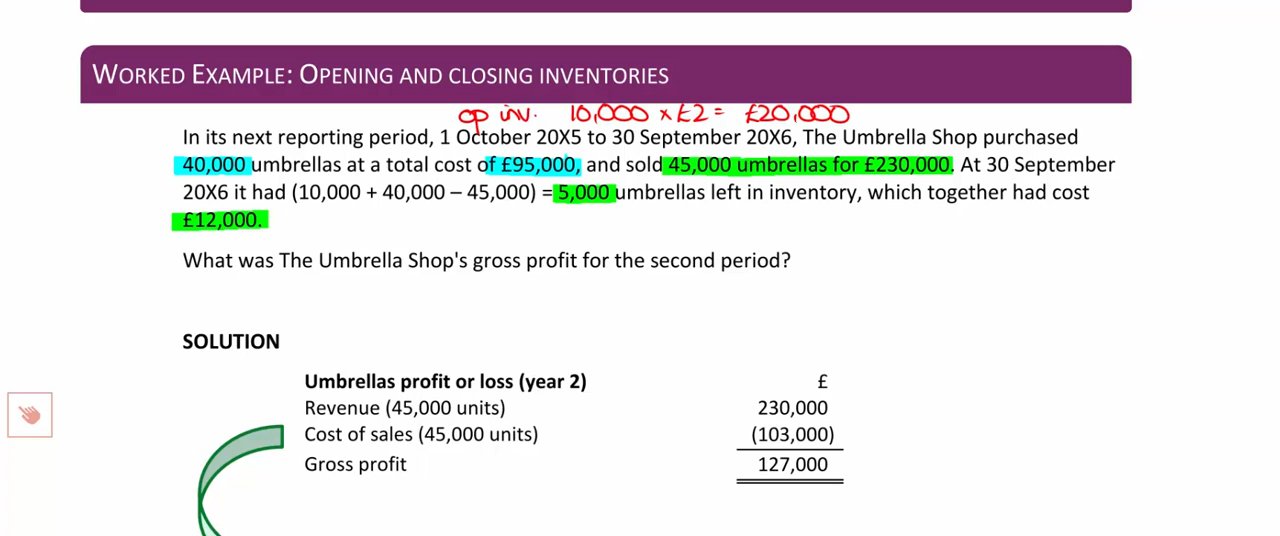 WORKED EXAMPLE: OPENING AND CLOSING INVENTORIES
op inv. 10,000 x £2 = £20,000
In its next reporting period, 1 October 20X5 to 30 September 20X6, The Umbrella Shop purchased
40,000 umbrellas at a total cost of £95,000, and sold 45,000 umbrellas for £230,000. At 30 September
20X6 it had (10,000 + 40,000 – 45,000) = 5,000 umbrellas left in inventory, which together had cost
£12,000.
What was The Umbrella Shop's gross profit for the second period?
SOLUTION
Umbrellas profit or loss (year 2) £
Revenue (45,000 units) 230,000
Cost of sales (45,000 units) (103,000)
Gross profit 127,000